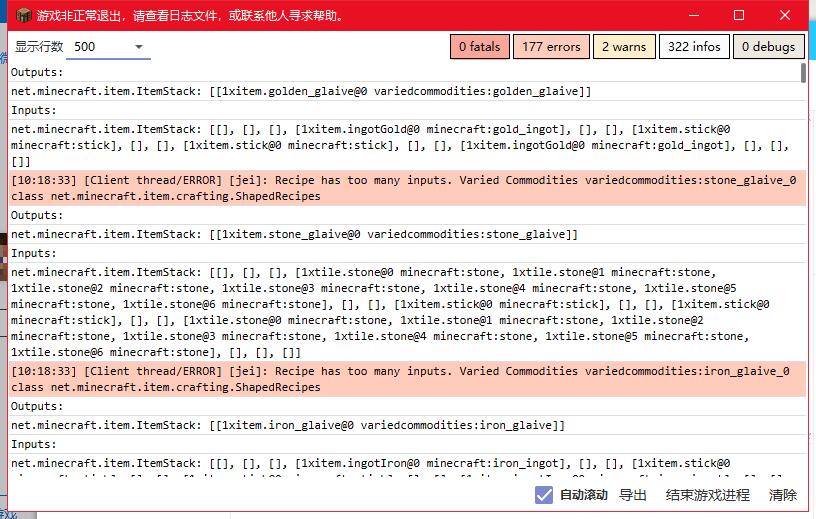 游戏非正常退出，请查看日志文件，或联系他人寻求帮助。
显示行数 500
0 fatals 177 errors 2 warns 322 infos 0 debugs
Outputs:
net.minecraft.item.ItemStack: [[1xitem.golden_glaive@0 variedcommodities:golden_glaive]]
Inputs:
net.minecraft.item.ItemStack: [[], [], [], [1xitem.ingotGold@0 minecraft:gold_ingot], [], [], [1xitem.stick@0
minecraft:stick], [], [], [1xitem.stick@0 minecraft:stick], [], [], [1xitem.ingotGold@0 minecraft:gold_ingot], [], [],
[]]
[10:18:33] [Client thread/ERROR] [jei]: Recipe has too many inputs. Varied Commodities variedcommodities:stone_glaive_0
class net.minecraft.item.crafting.ShapedRecipes
Outputs:
net.minecraft.item.ItemStack: [[1xitem.stone_glaive@0 variedcommodities:stone_glaive]]
Inputs:
net.minecraft.item.ItemStack: [[], [], [], [1xtile.stone@0 minecraft:stone, 1xtile.stone@1 minecraft:stone,
1xtile.stone@2 minecraft:stone, 1xtile.stone@3 minecraft:stone, 1xtile.stone@4 minecraft:stone, 1xtile.stone@5
minecraft:stone, 1xtile.stone@6 minecraft:stone], [], [], [1xitem.stick@0 minecraft:stick], [], [], [1xitem.stick@0
minecraft:stick], [], [], [1xtile.stone@0 minecraft:stone, 1xtile.stone@1 minecraft:stone, 1xtile.stone@2
minecraft:stone, 1xtile.stone@3 minecraft:stone, 1xtile.stone@4 minecraft:stone, 1xtile.stone@5 minecraft:stone,
1xtile.stone@6 minecraft:stone], [], [], []]
[10:18:33] [Client thread/ERROR] [jei]: Recipe has too many inputs. Varied Commodities variedcommodities:iron_glaive_0
class net.minecraft.item.crafting.ShapedRecipes
Outputs:
net.minecraft.item.ItemStack: [[1xitem.iron_glaive@0 variedcommodities:iron_glaive]]
Inputs:
net.minecraft.item.ItemStack: [[], [], [], [1xitem.ingotIron@0 minecraft:iron_ingot], [], [], [1xitem.stick@0
自动滚动 导出 结束游戏进程 清除